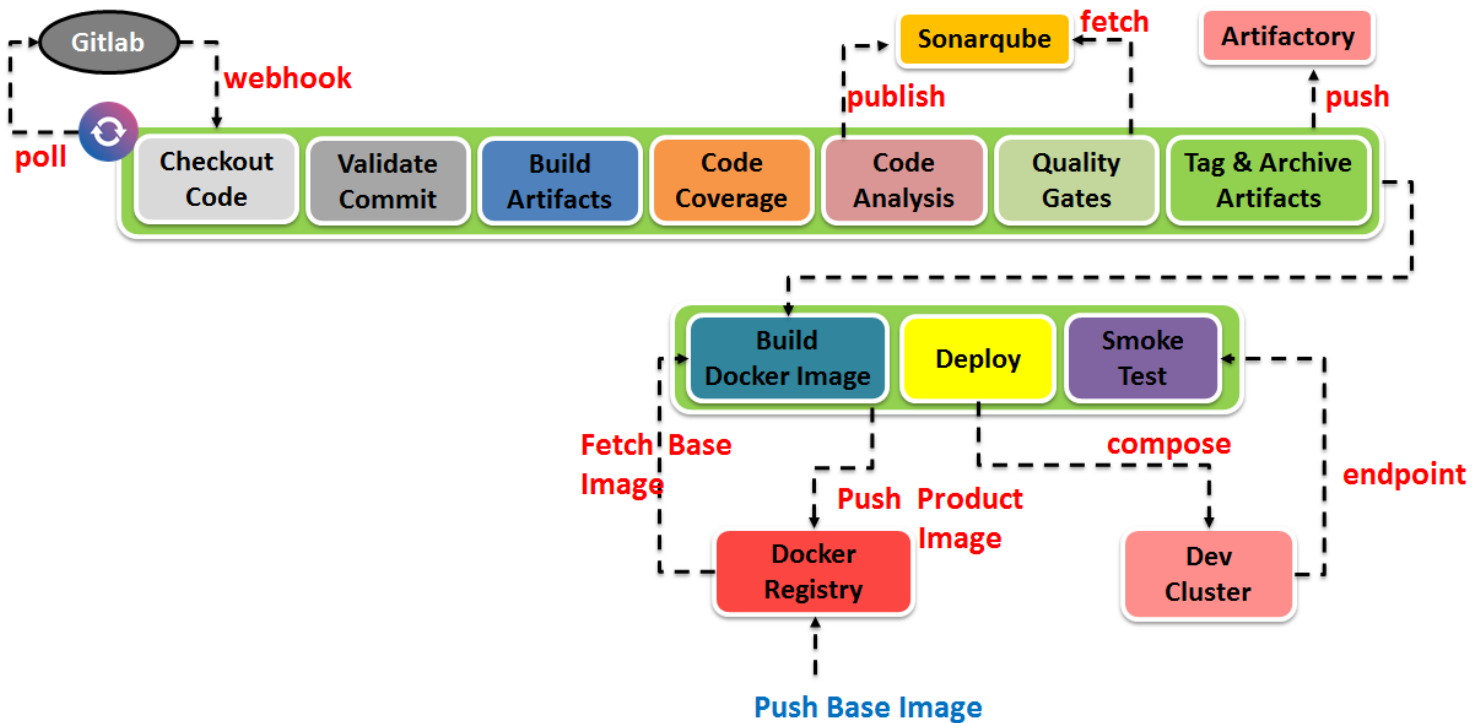 Gitlab
Sonarqube
fetch
Artifactory
webhook
publish
push
poll
Checkout
Code
Validate
Commit
Build
Artifacts
Code
Coverage
Code
Analysis
Quality
Gates
Tag & Archive
Artifacts
Build
Docker Image
Deploy
Smoke
Test
Fetch Base
Image
compose
endpoint
Push Product
Image
Docker
Registry
Dev
Cluster
Push Base Image